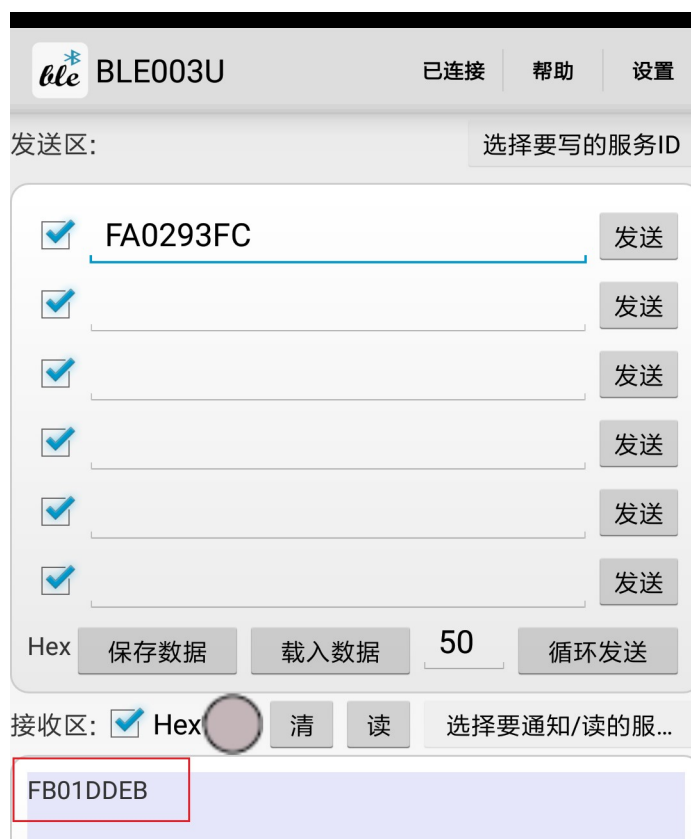 ble BLE003U 已连接 帮助 设置
发送区: 选择要写的服务ID
FA0293FC 发送
发送
发送
发送
发送
发送
Hex 保存数据 载入数据 50 循环发送
接收区: Hex 清 读 选择要通知/读的服...
FB01DDEB